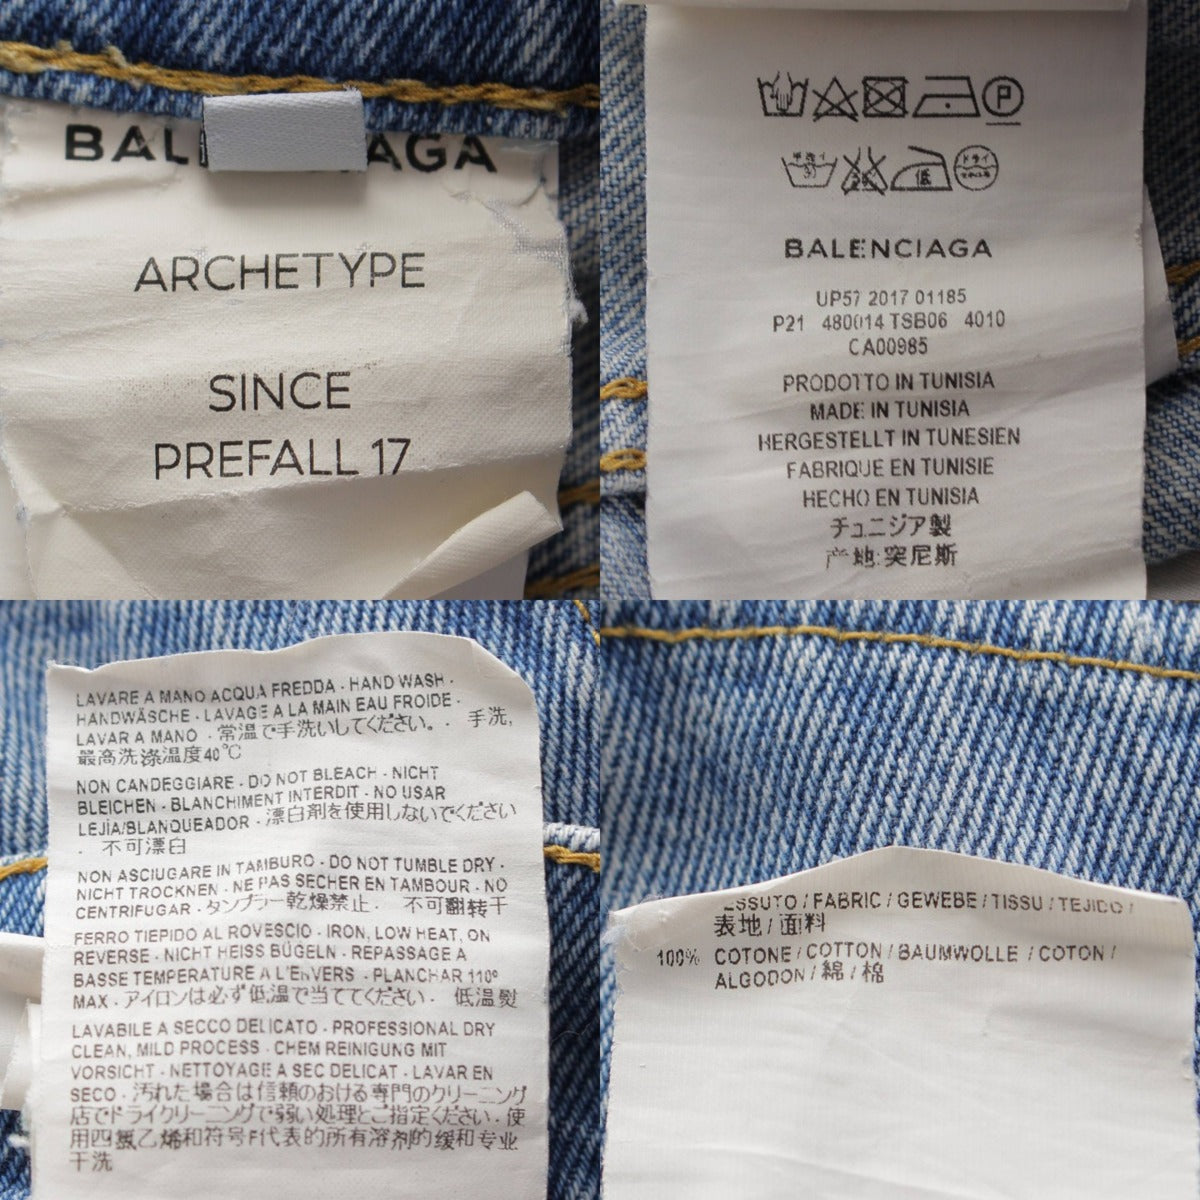 BALENCIAGA
ARCHETYPE
SINCE
PREFALL 17
BALENCIAGA
UP57 2017 01185
P21 480014 TSB06 4010
CA00985
PRODOTTO IN TUNISIA
MADE IN TUNISIA
HERGESTELLT IN TUNESIEN
FABRIQUE EN TUNISIE
HECHO EN TUNISIA
チュニジア製
产地:突尼斯
LAVARE A MANO ACQUA FREDDA - HAND WASH -
HANDWÄSCHE - LAVAGE A LA MAIN EAU FROIDE -
LAVAR A MANO - 常温で手洗いしてください。- 手洗,
最高洗涤温度40℃
NON CANDEGGIARE - DO NOT BLEACH - NICHT
BLEICHEN - BLANCHIMENT INTERDIT - NO USAR
LEJÍA/BLANQUEADOR - 漂白剤を使用しないでください
- 不可漂白
NON ASCIUGARE IN TAMBURO - DO NOT TUMBLE DRY -
NICHT TROCKNEN - NE PAS SECHER EN TAMBOUR - NO
CENTRIFUGAR - タンブラー乾燥禁止 - 不可翻转干
FERRO TIEPIDO AL ROVESCIO - IRON, LOW HEAT, ON
REVERSE - NICHT HEISS BÜGELN - REPASSAGE A
BASSE TEMPERATURE A L'ENVERS - PLANCHAR 110º
MAX - アイロンは必ず低温で当ててください - 低温熨
LAVABILE A SECCO DELICATO - PROFESSIONAL DRY
CLEAN, MILD PROCESS - CHEM REINIGUNG MIT
VORSICHT - NETTOYAGE A SEC DELICAT - LAVAR EN
SECO - 汚れた場合は信頼のおける専門のクリーニング
店でドライクリーニングで弱い処理とご指定ください - 使
用四氯乙烯和符号F代表的所有溶剂的缓和专业
干洗
ESSUTO / FABRIC / GEWEBE / TISSU / TEJIDO /
表地 / 面料
100% COTONE / COTTON / BAUMWOLLE / COTON /
ALGODON / 綿 / 棉